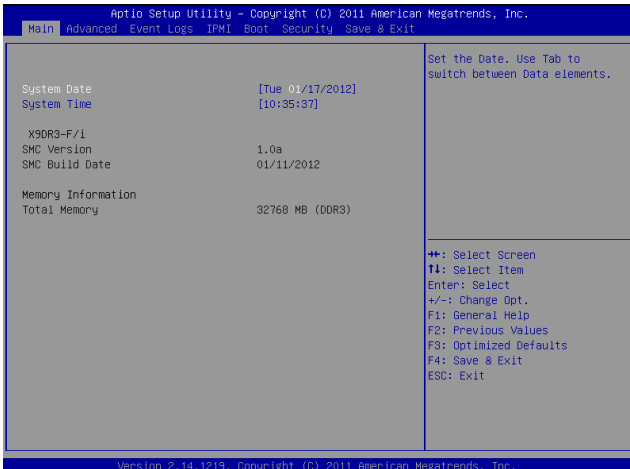 Aptio Setup Utility – Copyright (C) 2011 American Megatrends, Inc.
Main Advanced Event Logs IPMI Boot Security Save & Exit
System Date [Tue 01/17/2012]
System Time [10:35:37]
X9DR3-F/i
SMC Version 1.0a
SMC Build Date 01/11/2012
Memory Information
Total Memory 32768 MB (DDR3)
Set the Date. Use Tab to
switch between Data elements.
→←: Select Screen
↑↓: Select Item
Enter: Select
+/-: Change Opt.
F1: General Help
F2: Previous Values
F3: Optimized Defaults
F4: Save & Exit
ESC: Exit
Version 2.14.1219. Copyright (C) 2011 American Megatrends, Inc.